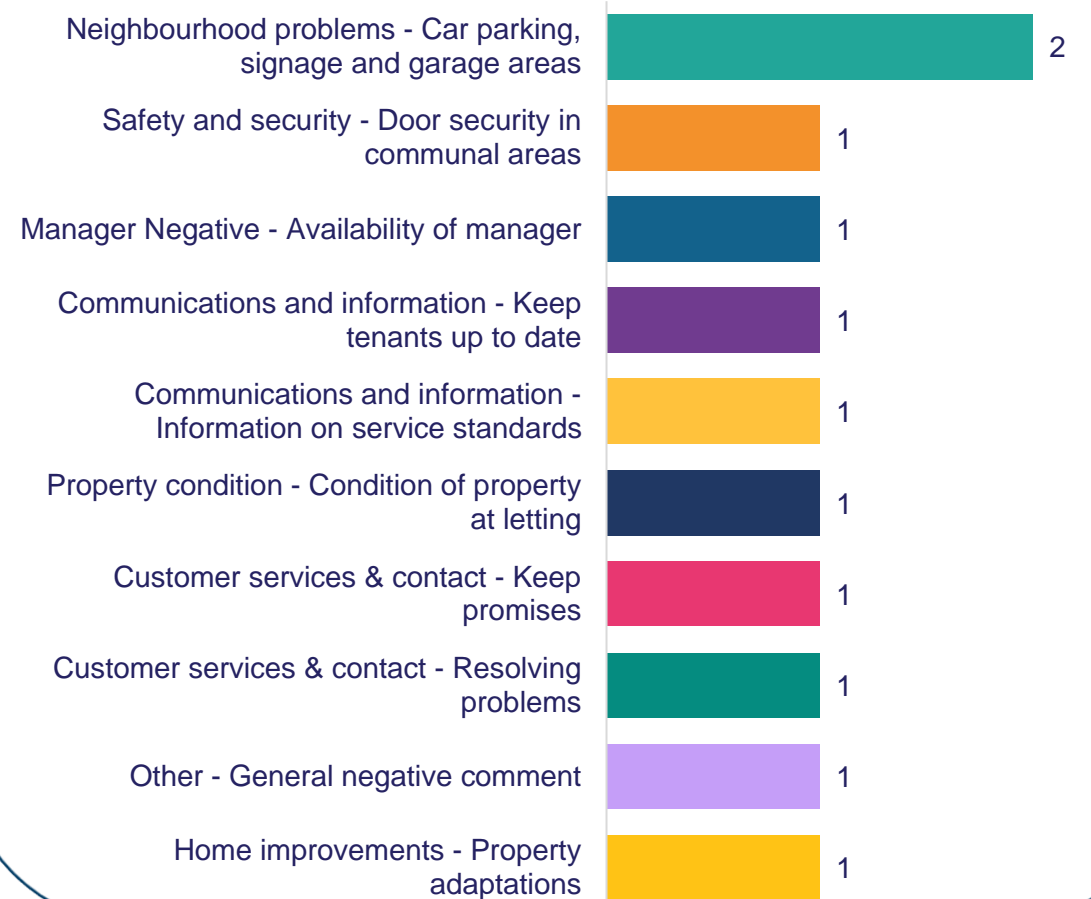 Neighbourhood problems - Car parking,
signage and garage areas
2
Safety and security - Door security in
communal areas
1
Manager Negative - Availability of manager
1
Communications and information - Keep
tenants up to date
1
Communications and information -
Information on service standards
1
Property condition - Condition of property
at letting
1
Customer services & contact - Keep
promises
1
Customer services & contact - Resolving
problems
1
Other - General negative comment
1
Home improvements - Property
adaptations
1